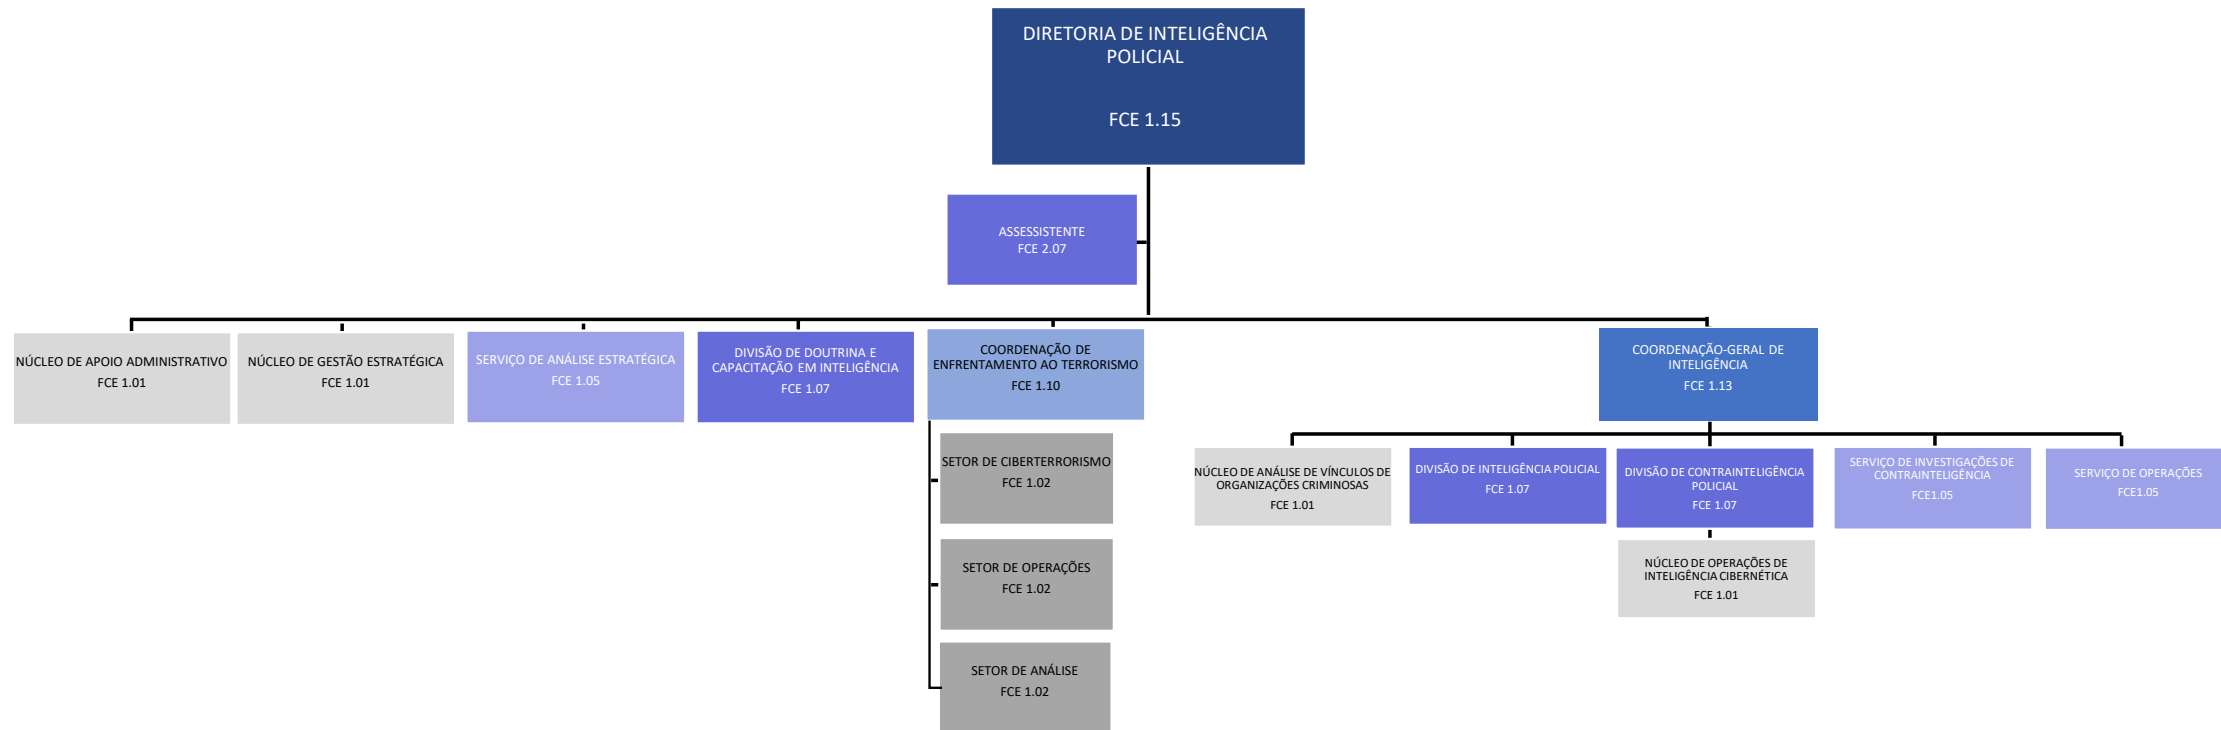 DIRETORIA DE INTELIGÊNCIA
POLICIAL
FCE 1.15
ASSESSISTENTE
FCE 2.07
NÚCLEO DE APOIO ADMINISTRATIVO
FCE 1.01
NÚCLEO DE GESTÃO ESTRATÉGICA
FCE 1.01
SERVIÇO DE ANÁLISE ESTRATÉGICA
FCE 1.05
DIVISÃO DE DOUTRINA E
CAPACITAÇÃO EM INTELIGÊNCIA
FCE 1.07
COORDENAÇÃO DE
ENFRENTAMENTO AO TERRORISMO
FCE 1.10
COORDENAÇÃO-GERAL DE
INTELIGÊNCIA
FCE 1.13
SETOR DE CIBERTERRORISMO
FCE 1.02
SETOR DE OPERAÇÕES
FCE 1.02
SETOR DE ANÁLISE
FCE 1.02
NÚCLEO DE ANÁLISE DE VÍNCULOS DE
ORGANIZAÇÕES CRIMINOSAS
FCE 1.01
DIVISÃO DE INTELIGÊNCIA POLICIAL
FCE 1.07
DIVISÃO DE CONTRAINTELIGÊNCIA
POLICIAL
FCE 1.07
SERVIÇO DE INVESTIGAÇÕES DE
CONTRAINTELIGÊNCIA
FCE1.05
SERVIÇO DE OPERAÇÕES
FCE1.05
NÚCLEO DE OPERAÇÕES DE
INTELIGÊNCIA CIBERNÉTICA
FCE 1.01